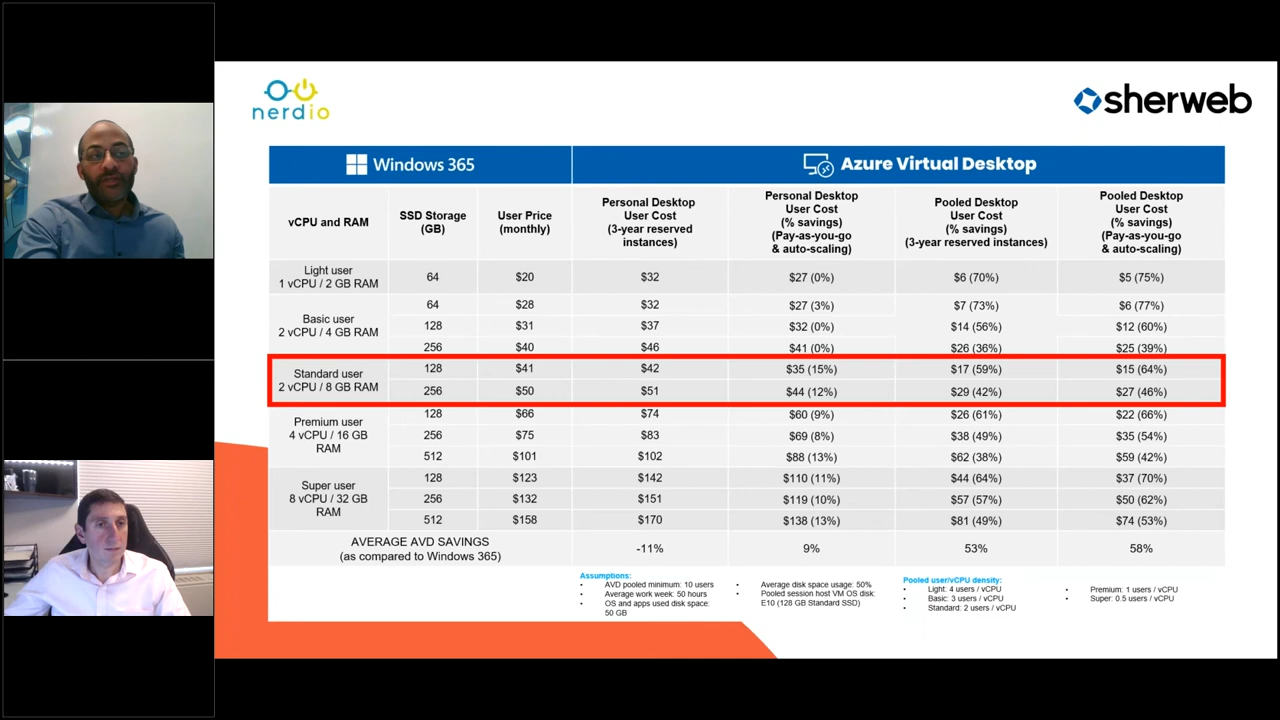 nerdio
sherweb
Windows 365
Azure Virtual Desktop
vCPU and RAM
SSD Storage
(GB)
User Price
(monthly)
Personal Desktop
User Cost
(3-year reserved
instances)
Personal Desktop
User Cost
(% savings)
(Pay-as-you-go
& auto-scaling)
Pooled Desktop
User Cost
(% savings)
(3-year reserved instances)
Pooled Desktop
User Cost
(% savings)
(Pay-as-you-go
& auto-scaling)
Light user
1 vCPU / 2 GB RAM
64 $20 $32 $27 (0%) $6 (70%) $5 (75%)
Basic user
2 vCPU / 4 GB RAM
64 $28 $32 $27 (3%) $7 (73%) $6 (77%)
128 $31 $37 $32 (0%) $14 (56%) $12 (60%)
256 $40 $46 $41 (0%) $26 (36%) $25 (39%)
Standard user
2 vCPU / 8 GB RAM
128 $41 $42 $35 (15%) $17 (59%) $15 (64%)
256 $50 $51 $44 (12%) $29 (42%) $27 (46%)
Premium user
4 vCPU / 16 GB
RAM
128 $66 $74 $60 (9%) $26 (61%) $22 (66%)
256 $75 $83 $69 (8%) $38 (49%) $35 (54%)
512 $101 $102 $88 (13%) $62 (38%) $59 (42%)
Super user
8 vCPU / 32 GB
RAM
128 $123 $142 $110 (11%) $44 (64%) $37 (70%)
256 $132 $151 $119 (10%) $57 (57%) $50 (62%)
512 $158 $170 $138 (13%) $81 (49%) $74 (53%)
AVERAGE AVD SAVINGS
(as compared to Windows 365)
-11% 9% 53% 58%
Assumptions:
• AVD pooled minimum: 10 users
• Average work week: 50 hours
• OS and apps used disk space:
50 GB
• Average disk space usage: 50%
• Pooled session host VM OS disk:
E10 (128 GB Standard SSD)
Pooled user/vCPU density:
• Light: 4 users / vCPU
• Basic: 3 users / vCPU
• Standard: 2 users / vCPU
• Premium: 1 users / vCPU
• Super: 0.5 users / vCPU